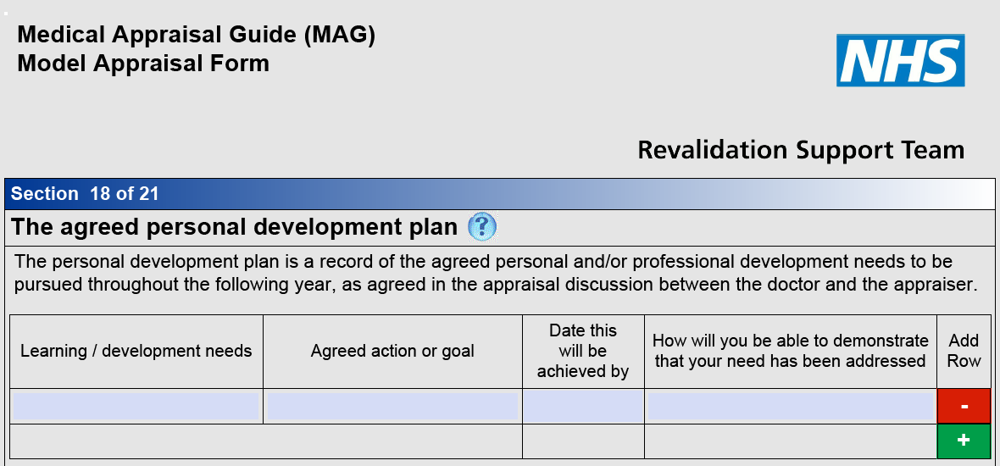 Medical Appraisal Guide (MAG)
Model Appraisal Form
NHS
Revalidation Support Team
Section 18 of 21
The agreed personal development plan ?
The personal development plan is a record of the agreed personal and/or professional development needs to be
pursued throughout the following year, as agreed in the appraisal discussion between the doctor and the appraiser.
Learning / development needs
Agreed action or goal
Date this
will be
achieved by
How will you be able to demonstrate
that your need has been addressed
Add
Row
-
+